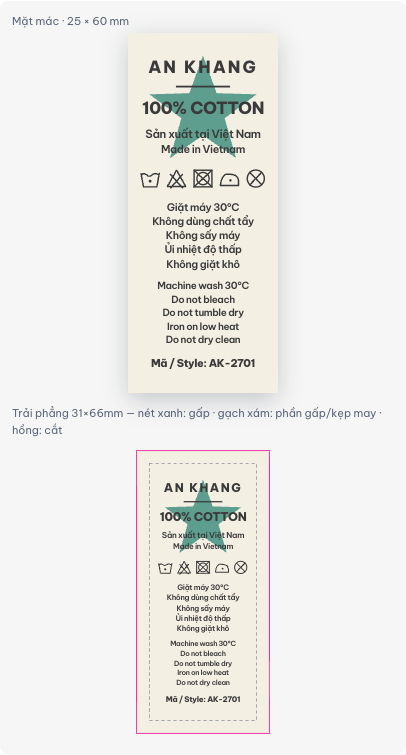 Mặt mác · 25 × 60 mm
AN KHANG
100% COTTON
Sản xuất tại Việt Nam
Made in Vietnam
Giặt máy 30°C
Không dùng chất tẩy
Không sấy máy
Ủi nhiệt độ thấp
Không giặt khô
Machine wash 30°C
Do not bleach
Do not tumble dry
Iron on low heat
Do not dry clean
Mã / Style: AK-2701
Trải phẳng 31×66mm — nét xanh: gấp · gạch xám: phần gấp/kẹp may ·
hồng: cắt
AN KHANG
100% COTTON
Sản xuất tại Việt Nam
Made in Vietnam
Giặt máy 30°C
Không dùng chất tẩy
Không sấy máy
Ủi nhiệt độ thấp
Không giặt khô
Machine wash 30°C
Do not bleach
Do not tumble dry
Iron on low heat
Do not dry clean
Mã / Style: AK-2701